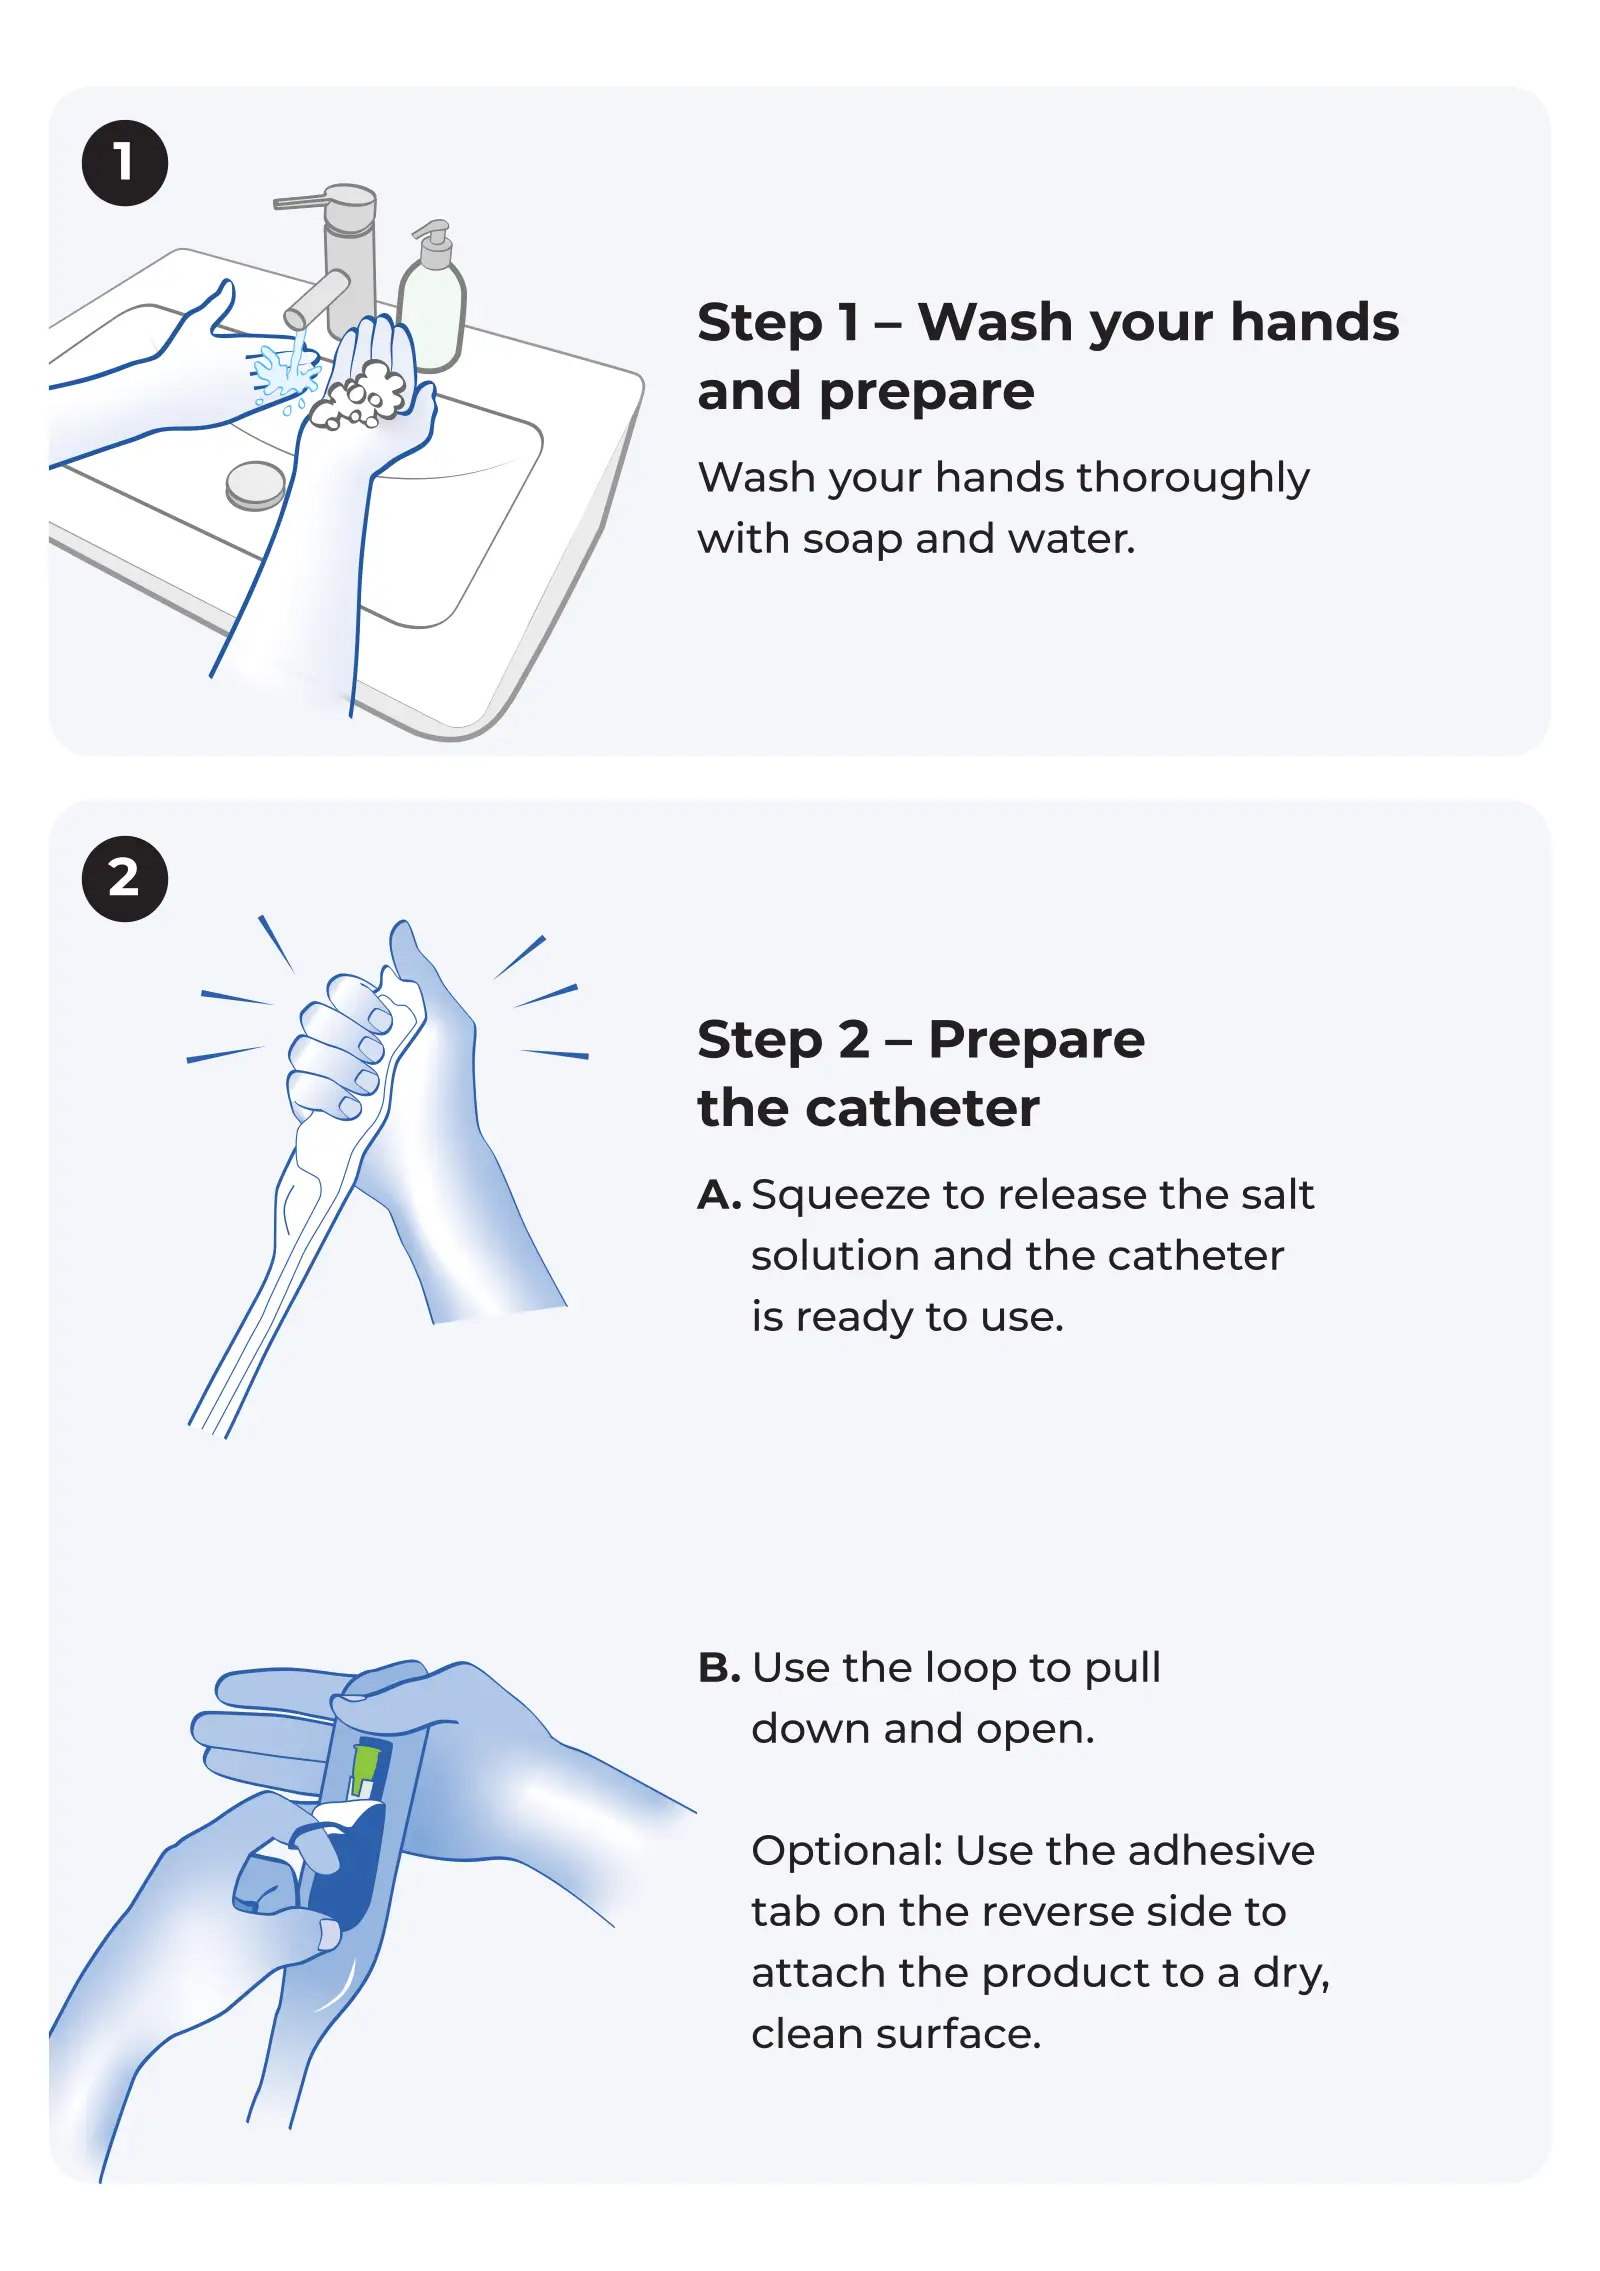 1
Step 1 – Wash your hands
and prepare
Wash your hands thoroughly
with soap and water.
2
Step 2 – Prepare
the catheter
A. Squeeze to release the salt
solution and the catheter
is ready to use.
B. Use the loop to pull
down and open.
Optional: Use the adhesive
tab on the reverse side to
attach the product to a dry,
clean surface.